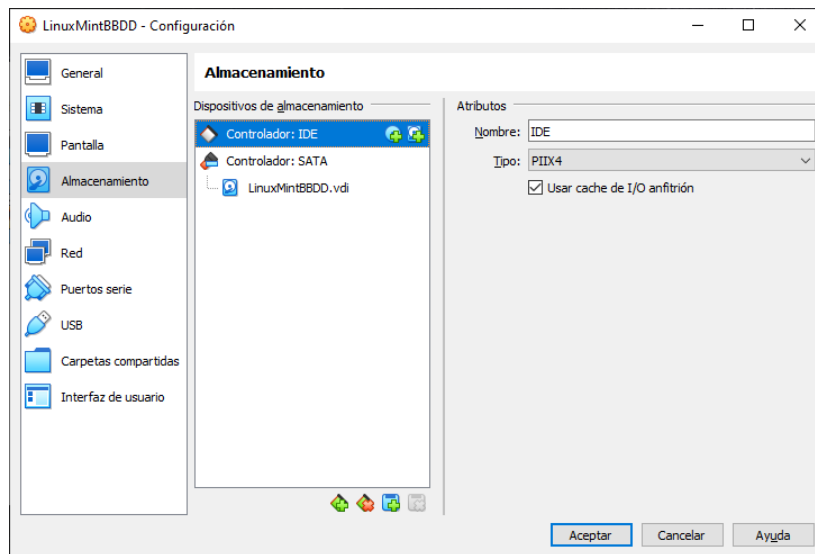 LinuxMintBBDD - Configuración
General
Sistema
Pantalla
Almacenamiento
Audio
Red
Puertos serie
USB
Carpetas compartidas
Interfaz de usuario
Almacenamiento
Dispositivos de almacenamiento
Controlador: IDE
Controlador: SATA
LinuxMintBBDD.vdi
Atributos
Nombre: IDE
Tipo: PIIX4
Usar cache de I/O anfitrión
Aceptar Cancelar Ayuda